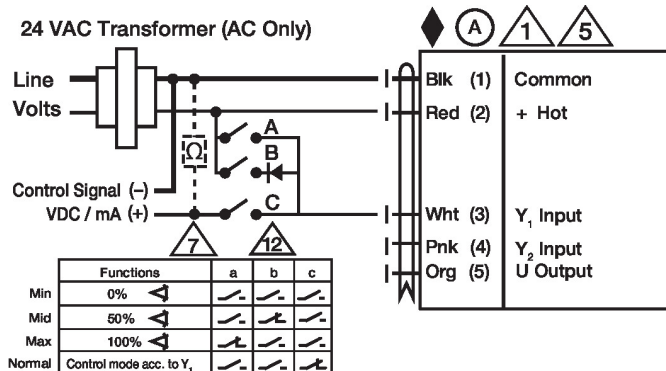 24 VAC Transformer (AC Only)
A 1 5
Line
Volts
Blk (1) Common
Red (2) + Hot
A
Ω
B
Control Signal (–)
VDC / mA (+)
C
Wht (3) Y1 Input
Pnk (4) Y2 Input
Org (5) U Output
7
12
Functions a b c
Min 0%
Mid 50%
Max 100%
Normal Control mode acc. to Y1